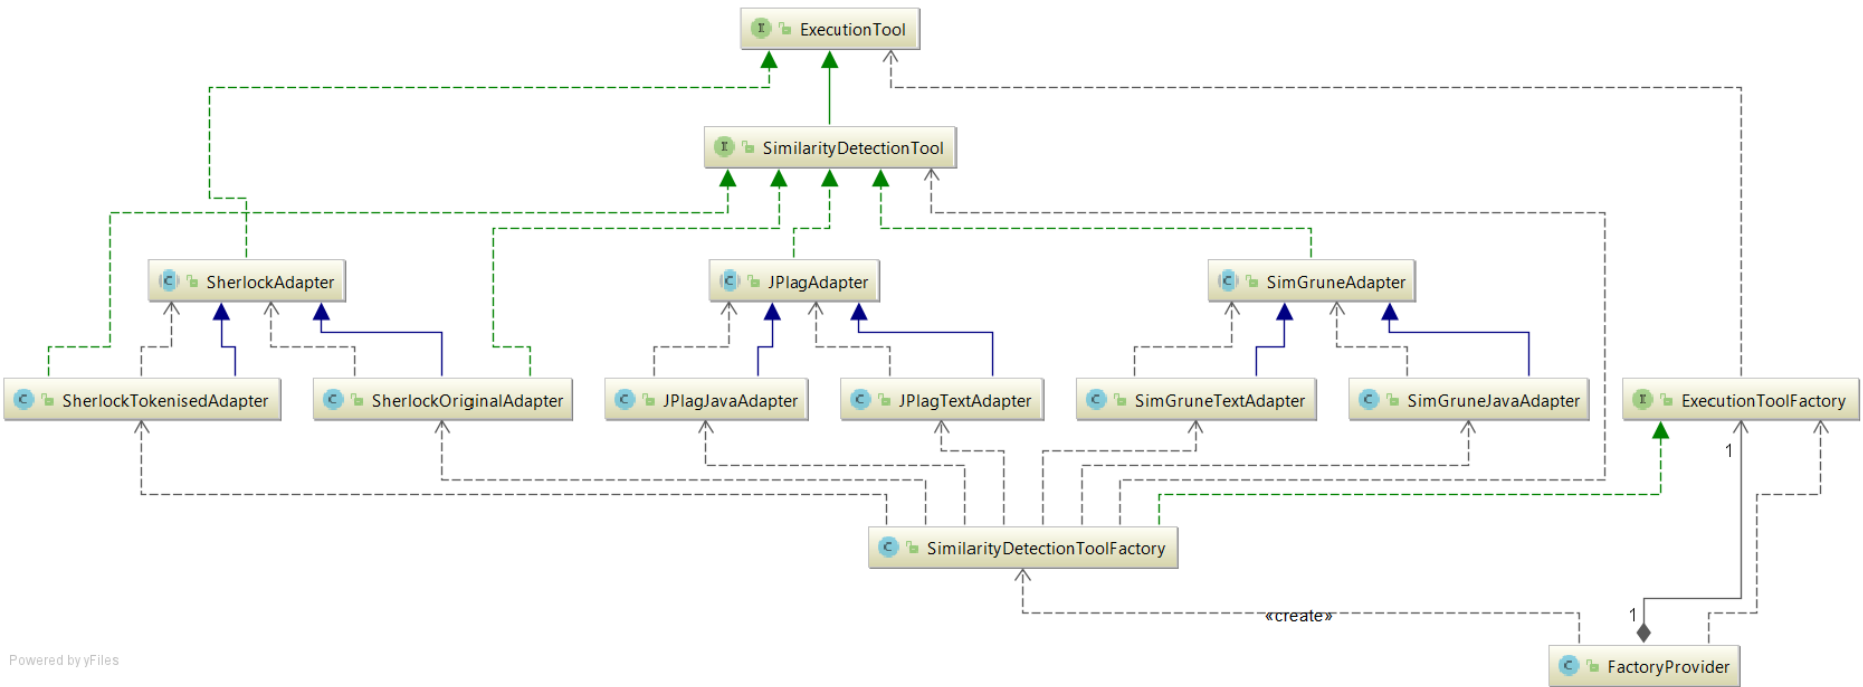 ExecutionTool
SimilarityDetectionTool
SherlockAdapter
JPlagAdapter
SimGruneAdapter
SherlockTokenisedAdapter
SherlockOriginalAdapter
JPlagJavaAdapter
JPlagTextAdapter
SimGruneTextAdapter
SimGruneJavaAdapter
ExecutionToolFactory
1
SimilarityDetectionToolFactory
«create»
1
Powered by yFiles
FactoryProvider